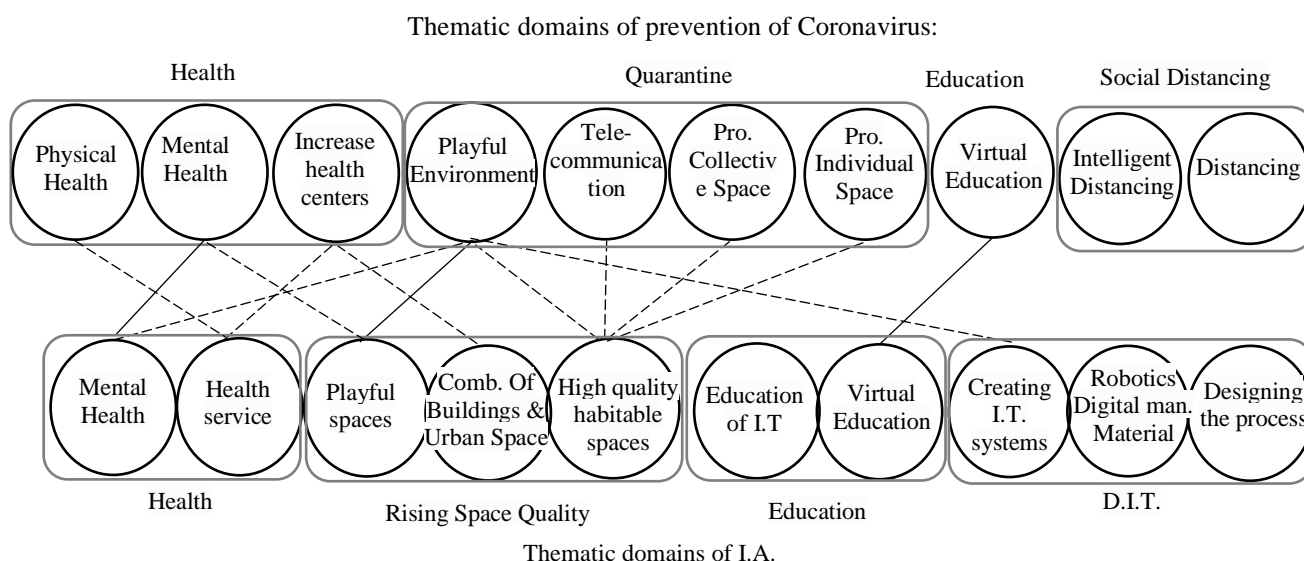 Thematic domains of prevention of Coronavirus:
Health
Quarantine
Education
Social Distancing
Physical
Health
Mental
Health
Increase
health
centers
Playful
Environment
Tele-
communica
tion
Pro.
Collectiv
e Space
Pro.
Individual
Space
Virtual
Education
Intelligent
Distancing
Distancing
Mental
Health
Health
service
Playful
spaces
Comb. Of
Buildings &
Urban Space
High quality
habitable
spaces
Education
of I.T
Virtual
Education
Creating
I.T.
systems
Robotics
Digital man.
Material
Designing
the process
Health
Rising Space Quality
Education
D.I.T.
Thematic domains of I.A.